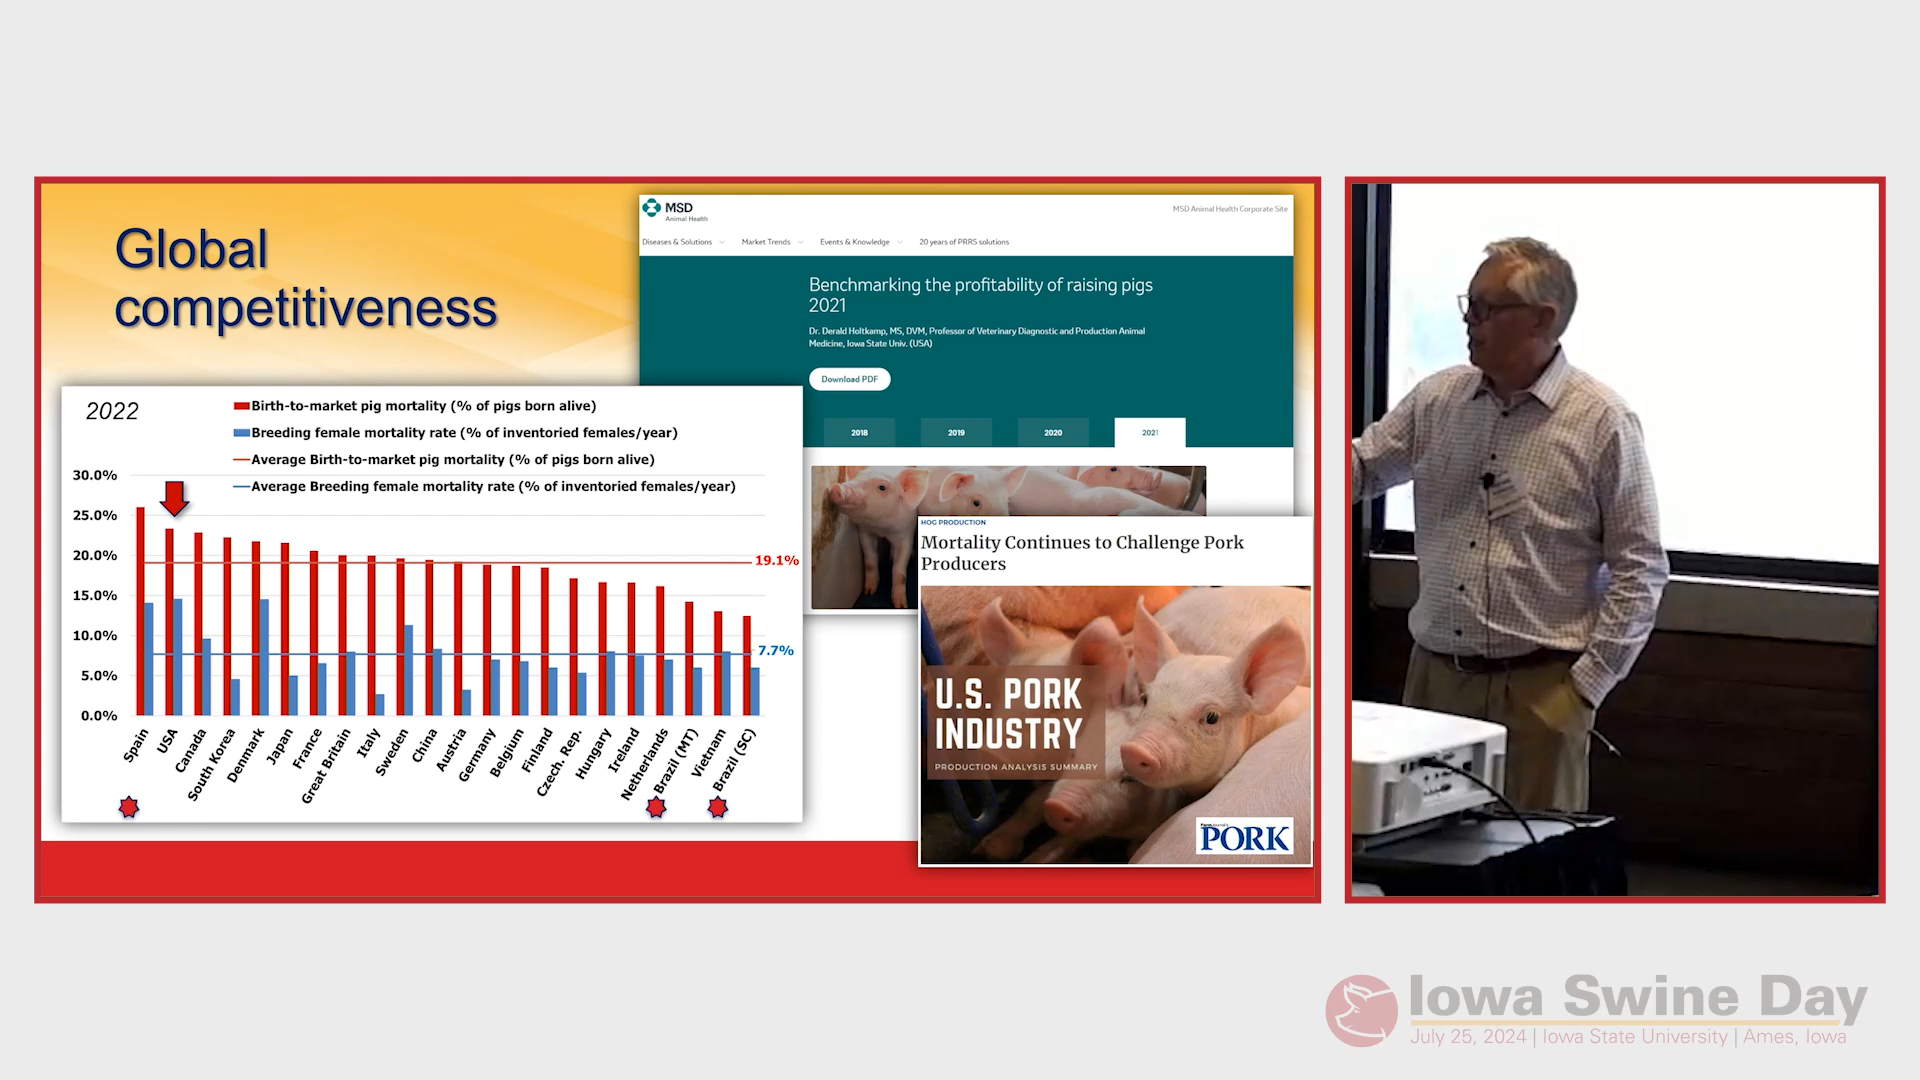 Global
competitiveness
MSD
Animal Health
MSD Animal Health Corporate Site
Diseases & Solutions
Market Trends
Events & Knowledge
20 years of PRRS solutions
Benchmarking the profitability of raising pigs
2021
Dr. Derald Holtkamp, MS, DVM, Professor of Veterinary Diagnostic and Production Animal
Medicine, Iowa State Univ. (USA)
Download PDF
2018
2019
2020
2021
2022
Birth-to-market pig mortality (% of pigs born alive)
Breeding female mortality rate (% of inventoried females/year)
Average Birth-to-market pig mortality (% of pigs born alive)
Average Breeding female mortality rate (% of inventoried females/year)
30.0%
25.0%
20.0%
15.0%
10.0%
5.0%
0.0%
19.1%
7.7%
Spain
USA
Canada
South Korea
Denmark
Japan
France
Great Britain
Italy
Sweden
China
Austria
Germany
Belgium
Finland
Czech. Rep.
Hungary
Ireland
Netherlands
Brazil (MT)
Vietnam
Brazil (SC)
HOG PRODUCTION
Mortality Continues to Challenge Pork
Producers
U.S. PORK
INDUSTRY
PRODUCTION ANALYSIS SUMMARY
PORK
Iowa Swine Day
July 25, 2024 | Iowa State University | Ames, Iowa